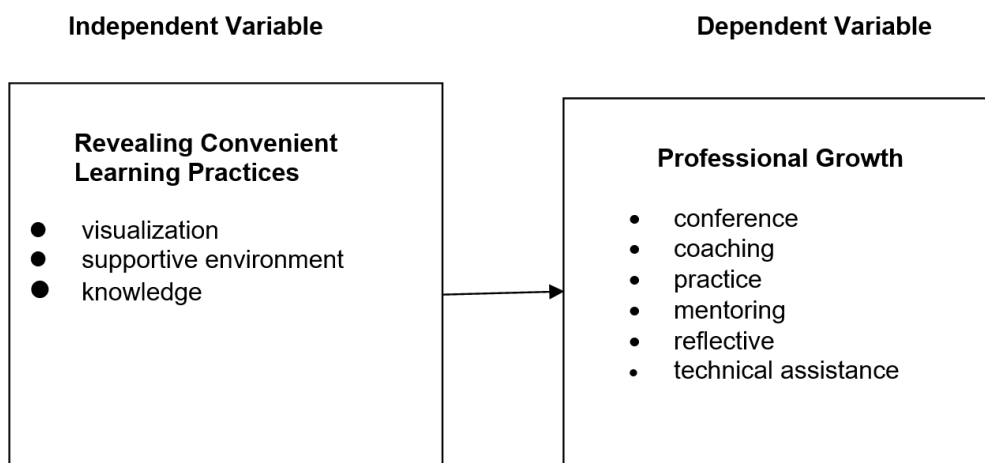 Independent Variable
Dependent Variable
Revealing Convenient
Learning Practices
● visualization
● supportive environment
● knowledge
Professional Growth
• conference
• coaching
• practice
• mentoring
• reflective
• technical assistance